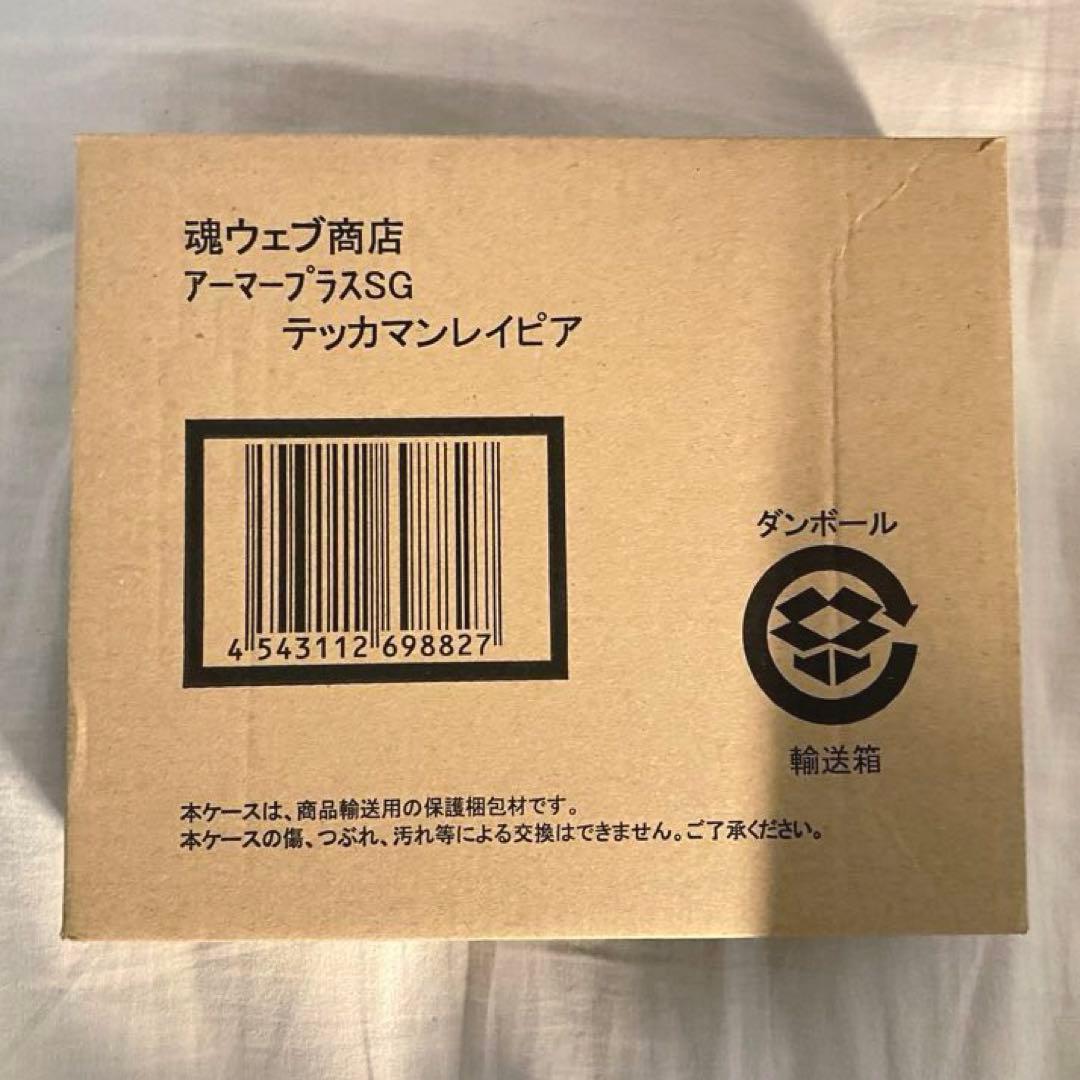 魂ウェブ商店
アーマープラスSG
テッカマンレイピア
4 543112 698827
ダンボール
輸送箱
本ケースは、商品輸送用の保護梱包材です。
本ケースの傷、つぶれ、汚れ等による交換はできません。ご了承ください。